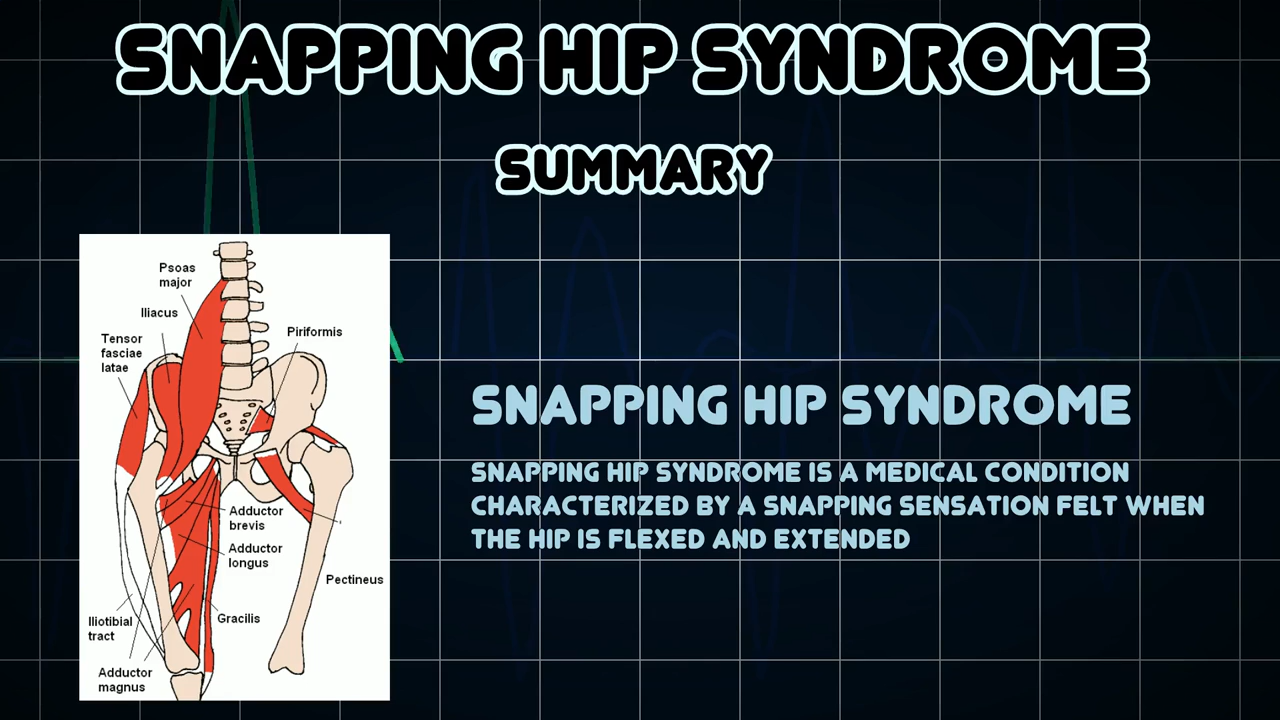 SNAPPING HIP SYNDROME
SUMMARY
Psoas
major
Iliacus
Tensor
fasciae
latae
Piriformis
Adductor
brevis
Adductor
longus
Pectineus
Gracilis
Iliotibial
tract
Adductor
magnus
SNAPPING HIP SYNDROME
SNAPPING HIP SYNDROME IS A MEDICAL CONDITION
CHARACTERIZED BY A SNAPPING SENSATION FELT WHEN
THE HIP IS FLEXED AND EXTENDED